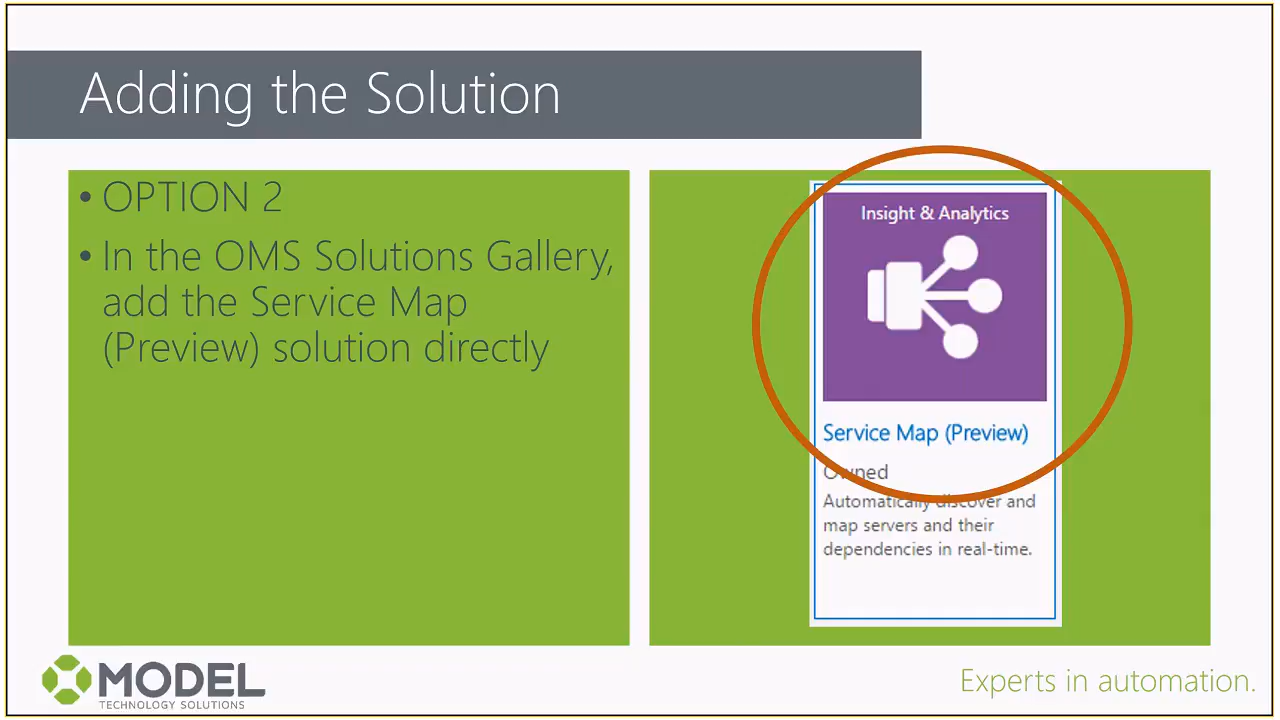 Adding the Solution
• OPTION 2
• In the OMS Solutions Gallery,
add the Service Map
(Preview) solution directly
Insight & Analytics
Service Map (Preview)
Owned
Automatically discover and
map servers and their
dependencies in real-time.
MODEL
TECHNOLOGY SOLUTIONS
Experts in automation.